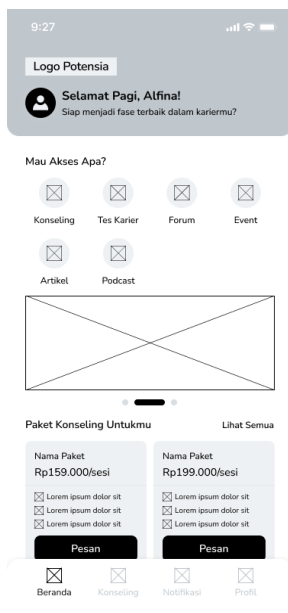 9:27
Logo Potensia
Selamat Pagi, Alfina!
Siap menjadi fase terbaik dalam kariermu?
Mau Akses Apa?
Konseling Tes Karier Forum Event
Artikel Podcast
Paket Konseling Untukmu Lihat Semua
Nama Paket Nama Paket
Rp159.000/sesi Rp199.000/sesi
Lorem ipsum dolor sit Lorem ipsum dolor sit
Lorem ipsum dolor sit Lorem ipsum dolor sit
Lorem ipsum dolor sit Lorem ipsum dolor sit
Pesan Pesan
Beranda Konseling Notifikasi Profil